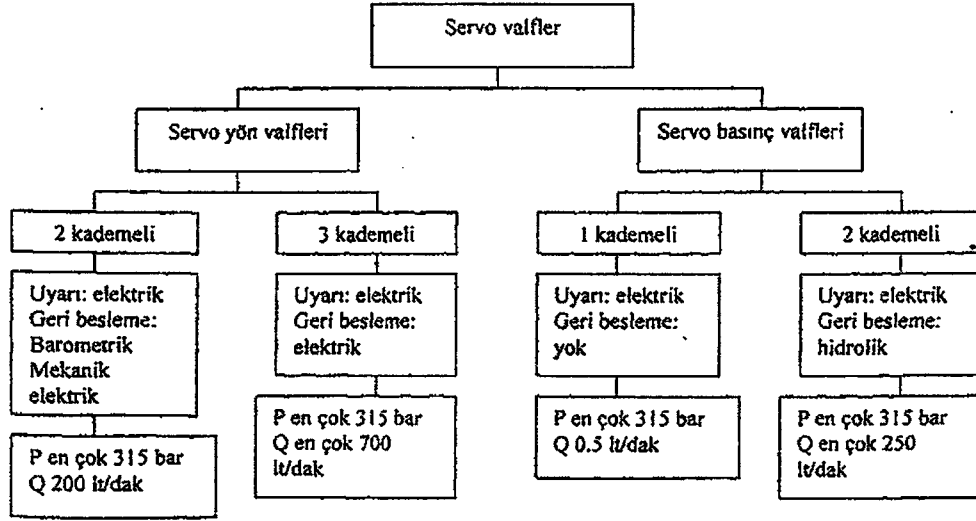 Servo valfler
Servo yön valfleri
Servo basınç valfleri
2 kademeli
3 kademeli
1 kademeli
2 kademeli
Uyarı: elektrik
Geri besleme:
Barometrik
Mekanik
elektrik
Uyarı: elektrik
Geri besleme:
elektrik
Uyarı: elektrik
Geri besleme:
yok
Uyarı: elektrik
Geri besleme:
hidrolik
P en çok 315 bar
Q 200 lt/dak
P en çok 315 bar
Q en çok 700
lt/dak
P en çok 315 bar
Q 0.5 lt/dak
P en çok 315 bar
Q en çok 250
lt/dak